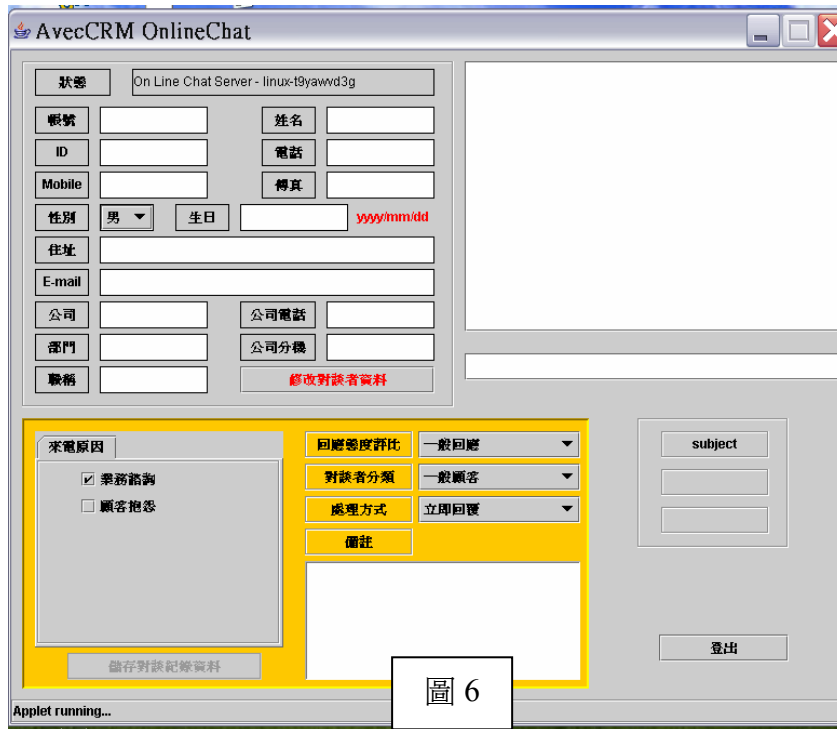 AvecCRM OnlineChat
狀態 On Line Chat Server - linux-t9yawvd3g
帳號 姓名
ID 電話
Mobile 傳真
性別 男 生日 yyyy/mm/dd
住址
E-mail
公司 公司電話
部門 公司分機
職稱 修改對談者資料
來電原因
業務諮詢
顧客抱怨
儲存對談紀錄資料
回應態度評比 一般回應
對談者分類 一般顧客
處理方式 立即回覆
備註
subject
登出
圖 6
Applet running...